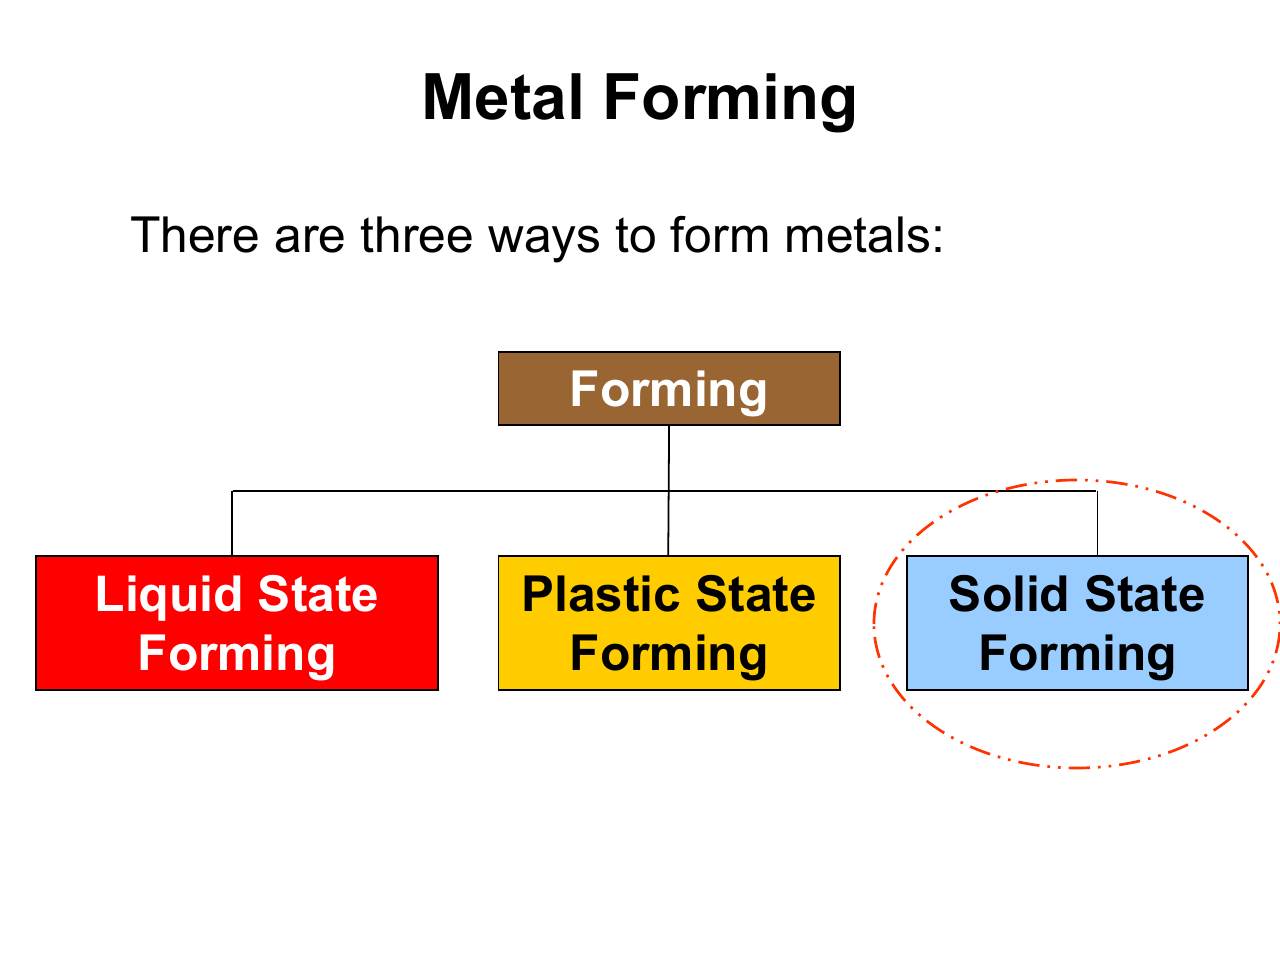 Metal Forming
There are three ways to form metals:
Forming
Liquid State
Forming
Plastic State
Forming
Solid State
Forming